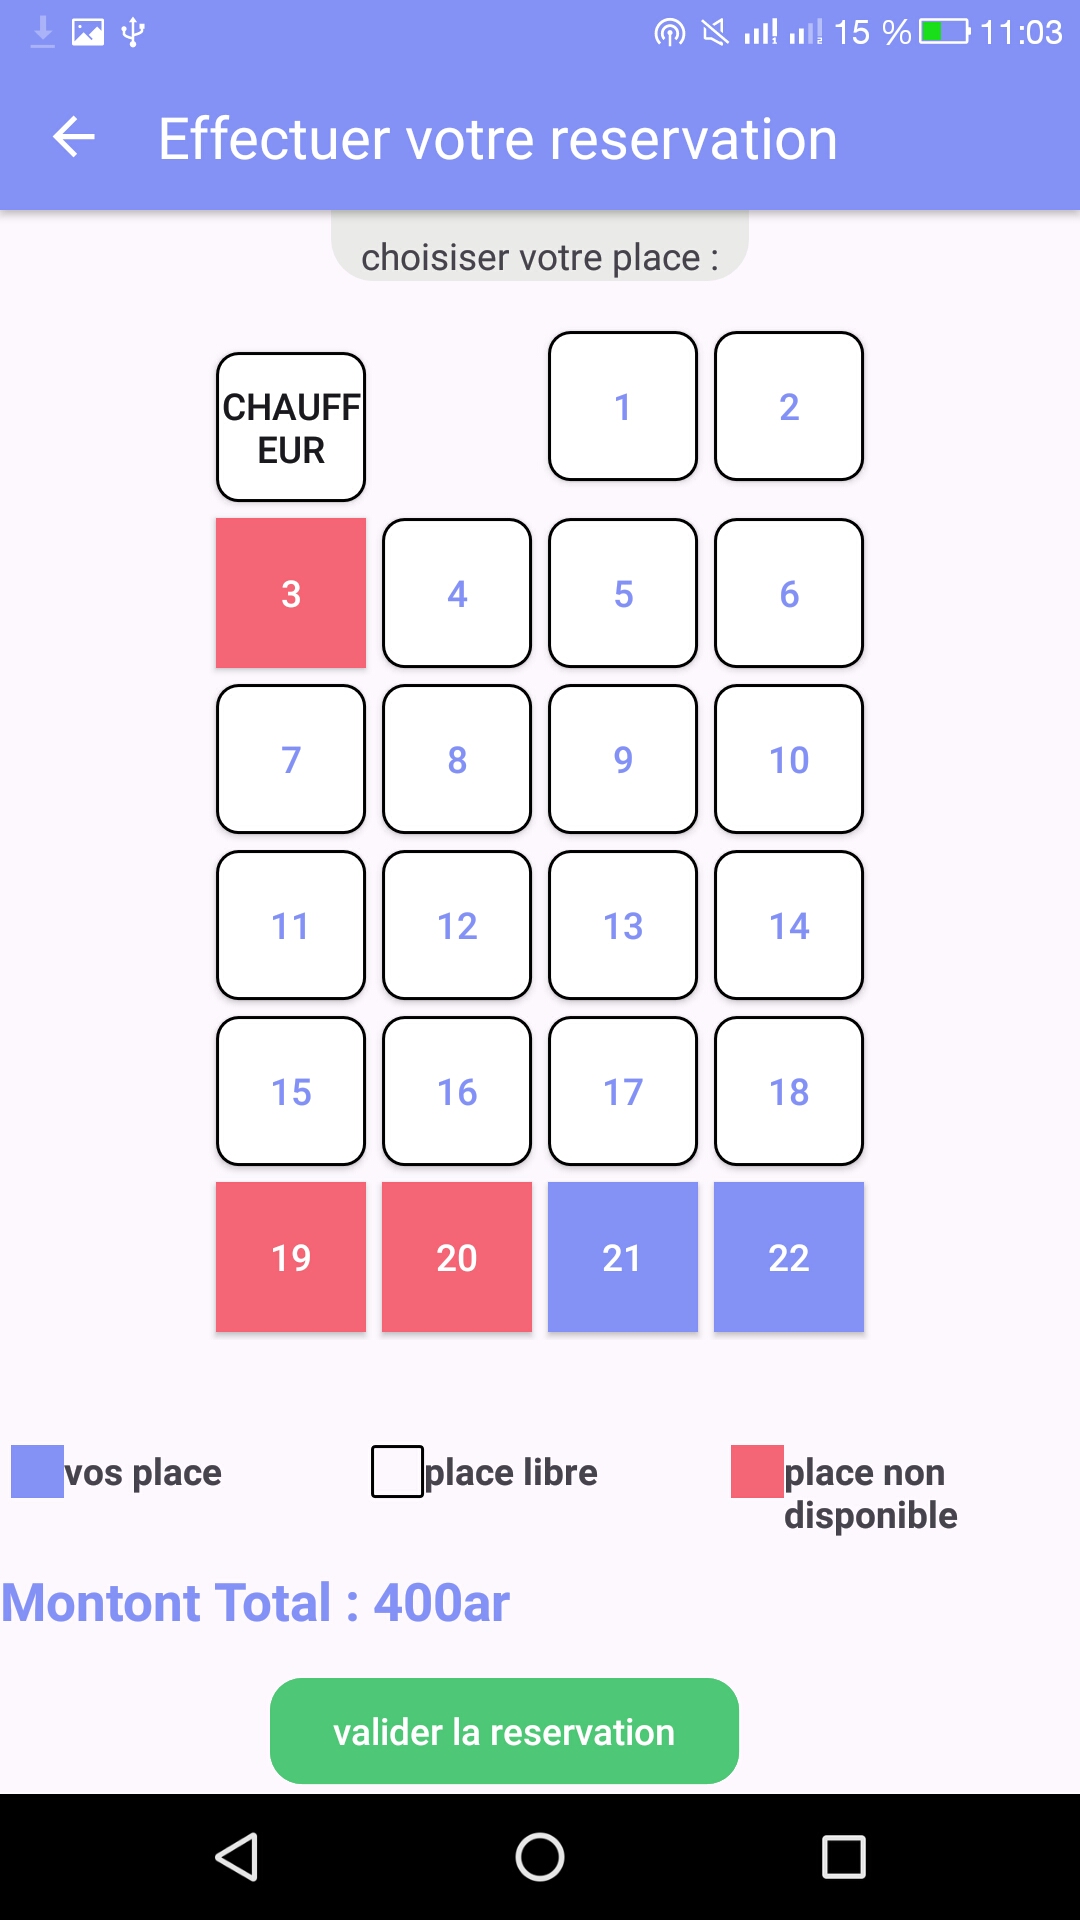 15 % 11:03
Effectuer votre reservation
choisiser votre place :
CHAUFF
EUR
1 2
3 4 5 6
7 8 9 10
11 12 13 14
15 16 17 18
19 20 21 22
vos place place libre place non
disponible
Montont Total : 400ar
valider la reservation